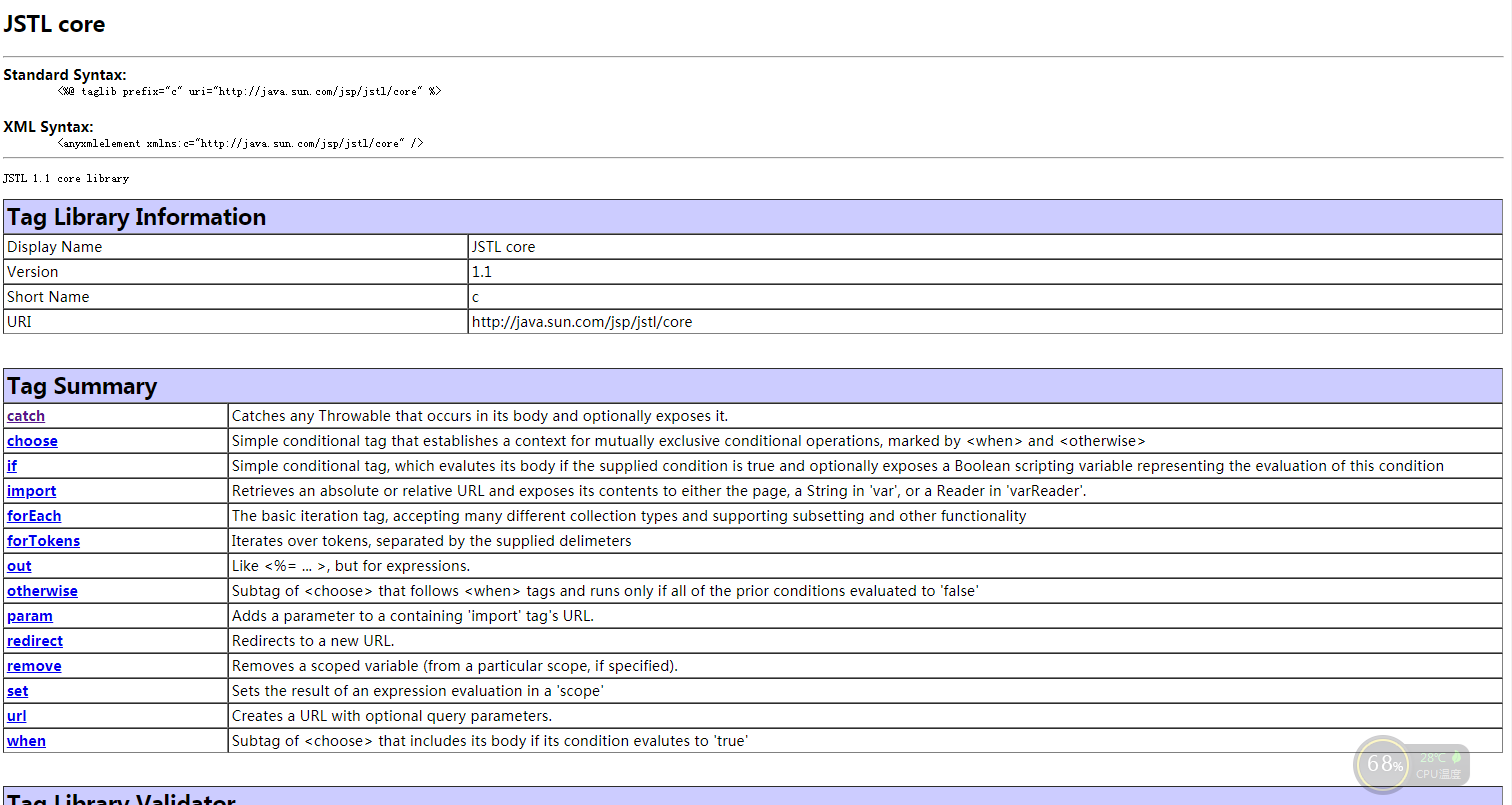 JSTL core
Standard Syntax:
<%@ taglib prefix="c" uri="http://java.sun.com/jsp/jstl/core" %>
XML Syntax:
<anyxmlelement xmlns:c="http://java.sun.com/jsp/jstl/core" />
JSTL 1.1 core library
Tag Library Information
Display Name JSTL core
Version 1.1
Short Name c
URI http://java.sun.com/jsp/jstl/core
Tag Summary
catch Catches any Throwable that occurs in its body and optionally exposes it.
choose Simple conditional tag that establishes a context for mutually exclusive conditional operations, marked by <when> and <otherwise>
if Simple conditional tag, which evalutes its body if the supplied condition is true and optionally exposes a Boolean scripting variable representing the evaluation of this condition
import Retrieves an absolute or relative URL and exposes its contents to either the page, a String in 'var', or a Reader in 'varReader'.
forEach The basic iteration tag, accepting many different collection types and supporting subsetting and other functionality
forTokens Iterates over tokens, separated by the supplied delimeters
out Like <%= ... >, but for expressions.
otherwise Subtag of <choose> that follows <when> tags and runs only if all of the prior conditions evaluated to 'false'
param Adds a parameter to a containing 'import' tag's URL.
redirect Redirects to a new URL.
remove Removes a scoped variable (from a particular scope, if specified).
set Sets the result of an expression evaluation in a 'scope'
url Creates a URL with optional query parameters.
when Subtag of <choose> that includes its body if its condition evalutes to 'true'
68% 28℃
CPU温度
Tag Library Validator